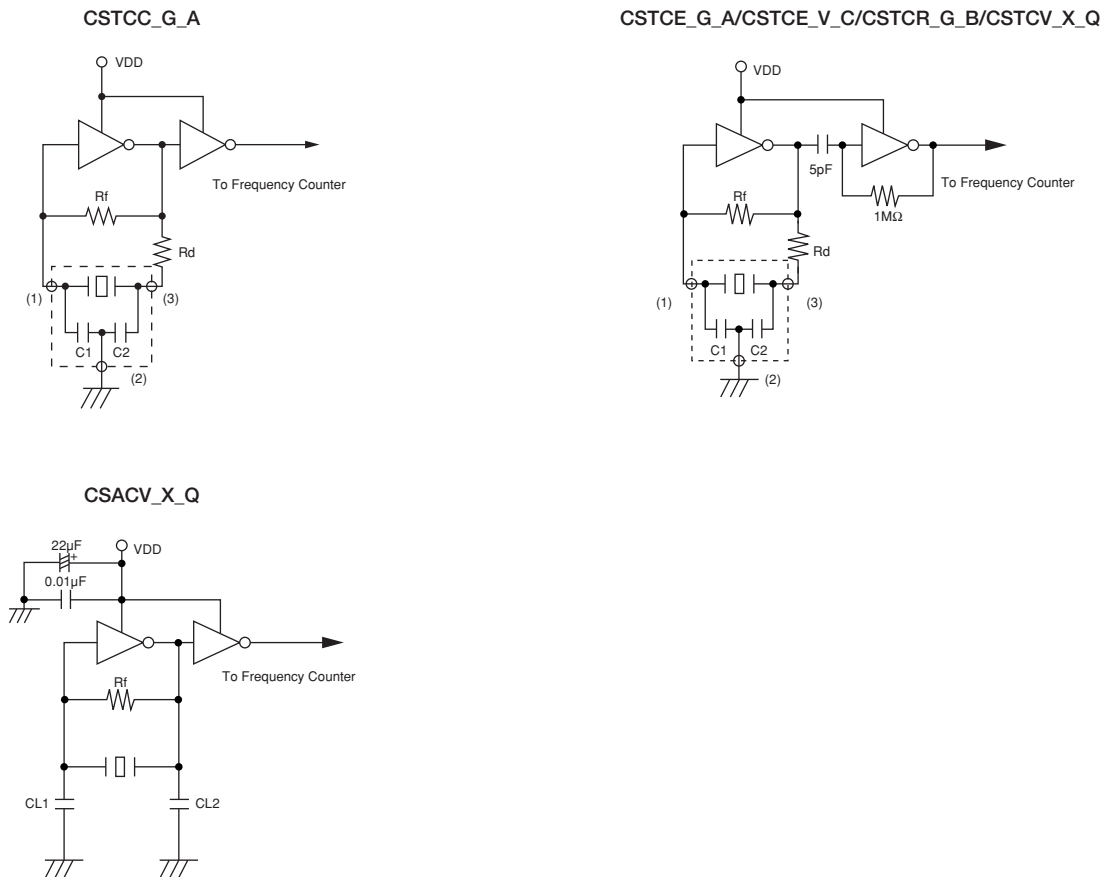 CSTCC_G_A
VDD
To Frequency Counter
Rf
Rd
(1)
(3)
C1
C2
(2)
CSTCE_G_A/CSTCE_V_C/CSTCR_G_B/CSTCV_X_Q
VDD
5pF
To Frequency Counter
1MΩ
Rf
Rd
(1)
(3)
C1
C2
(2)
CSACV_X_Q
22µF
+
VDD
0.01µF
To Frequency Counter
Rf
CL1
CL2